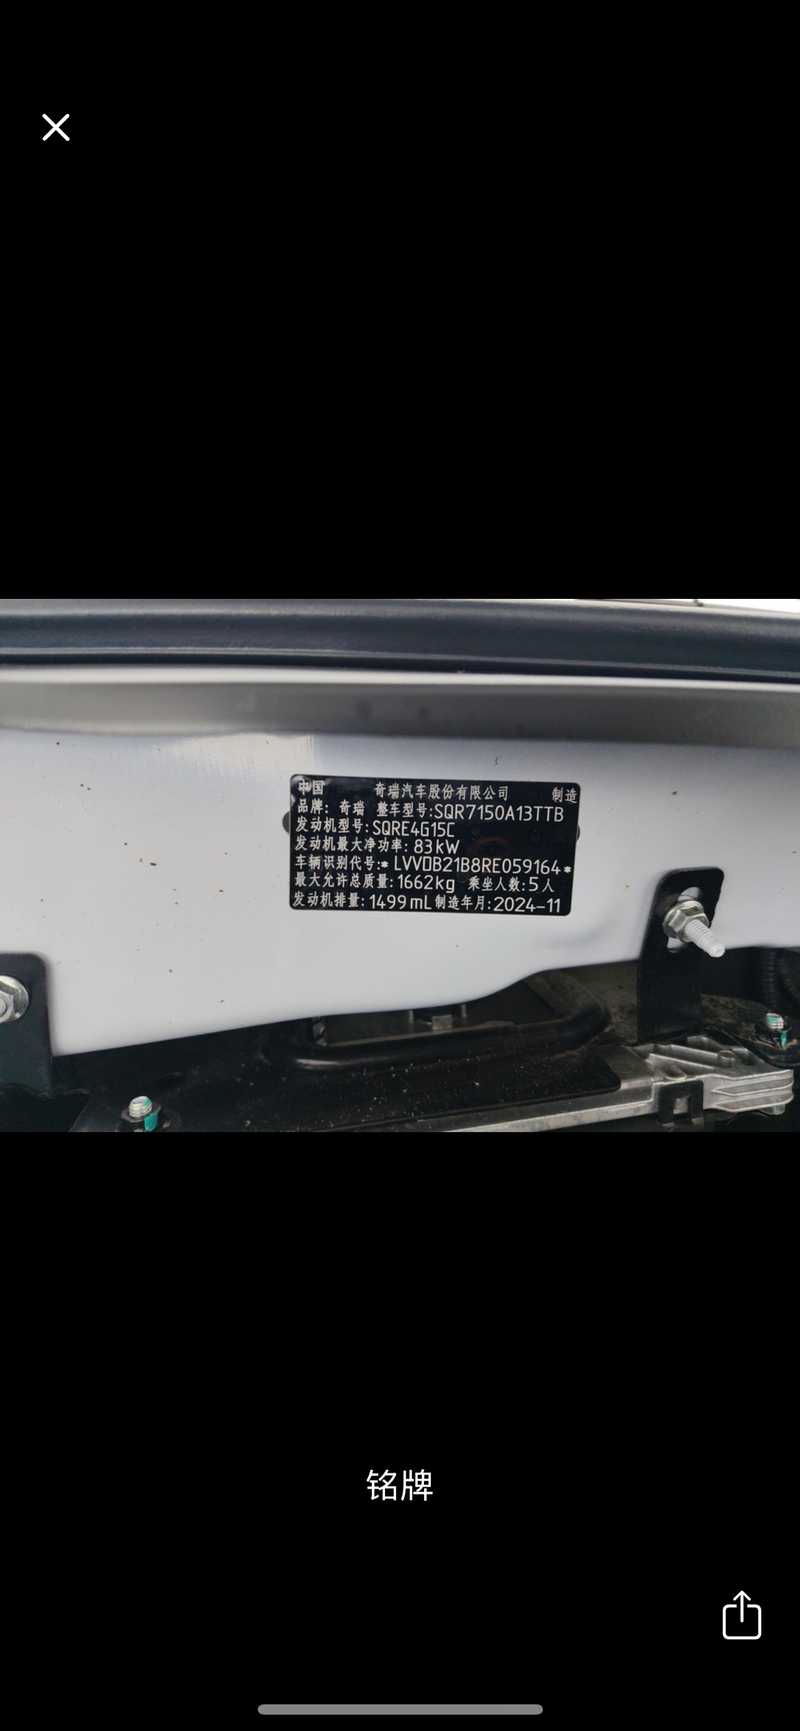 中国 奇瑞汽车股份有限公司 制造
品牌: 奇瑞 整车型号:SQR7150A13TTB
发动机型号:SQRE4G15C
发动机最大净功率: 83kW
车辆识别代号:*LVVDB21B8RE059164*
最大允许总质量:1662kg 乘坐人数:5人
发动机排量:1499mL 制造年月:2024-11
铭牌